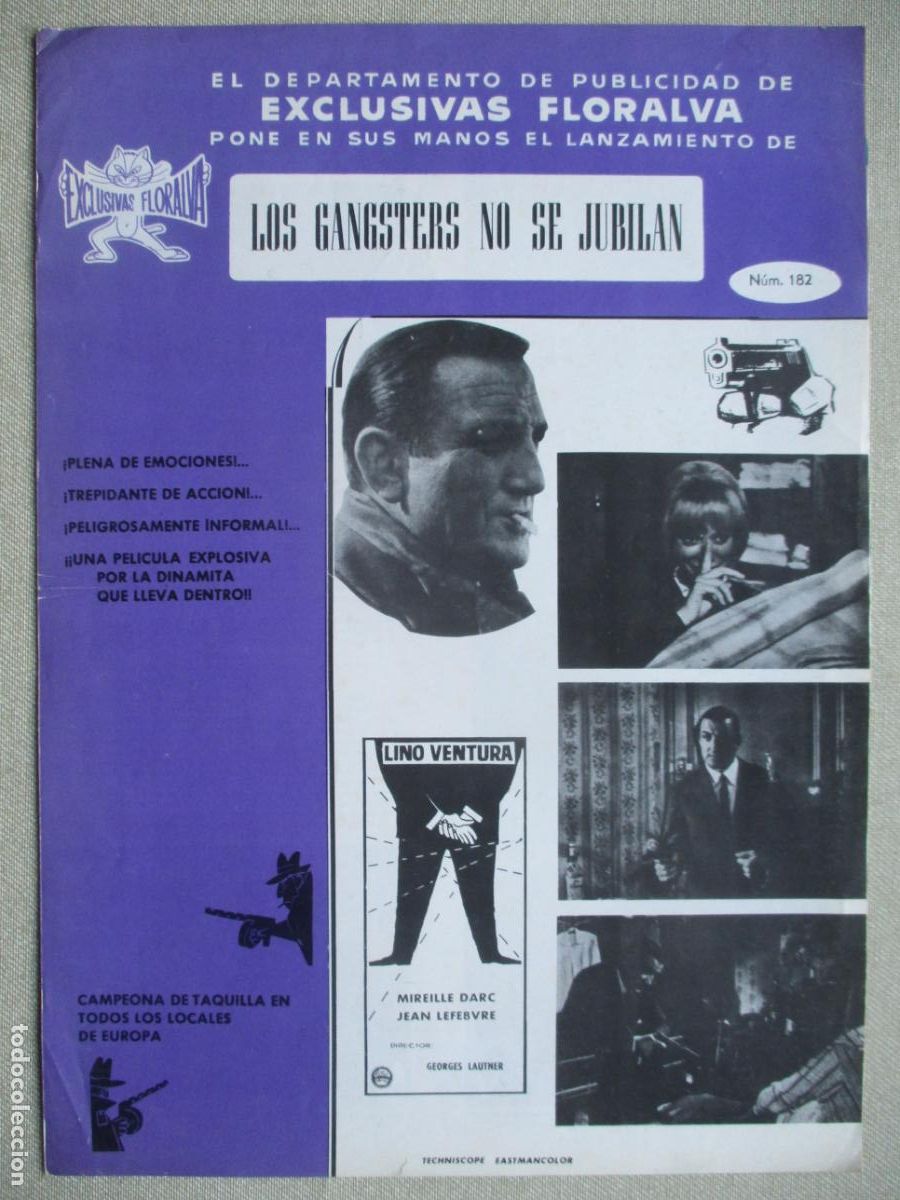 EL DEPARTAMENTO DE PUBLICIDAD DE
EXCLUSIVAS FLORALVA
PONE EN SUS MANOS EL LANZAMIENTO DE
EXCLUSIVAS FLORALVA
LOS GANGSTERS NO SE JUBILAN
Núm. 182
¡PLENA DE EMOCIONES!...
¡TREPIDANTE DE ACCION!...
¡PELIGROSAMENTE INFORMAL!...
¡¡UNA PELICULA EXPLOSIVA
POR LA DINAMITA
QUE LLEVA DENTRO!!
LINO VENTURA
MIREILLE DARC
JEAN LEFEBVRE
DIRECTOR:
GEORGES LAUTNER
CAMPEONA DE TAQUILLA EN
TODOS LOS LOCALES
DE EUROPA
TECHNISCOPE EASTMANCOLOR
todocoleccion